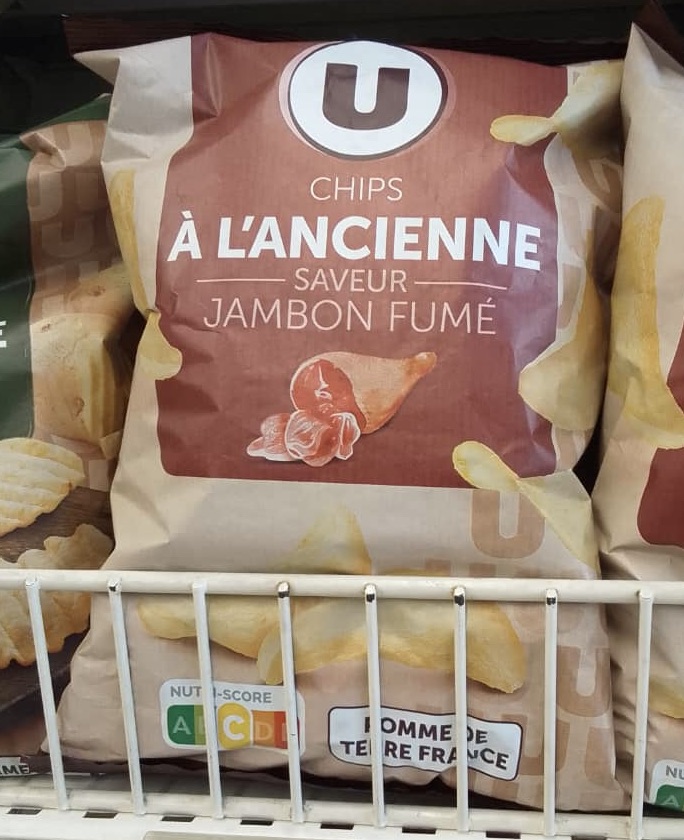 U
CHIPS
À L'ANCIENNE
SAVEUR
JAMBON FUMÉ
NUTRI-SCORE
A B C D E
POMME DE
TERRE FRANCE